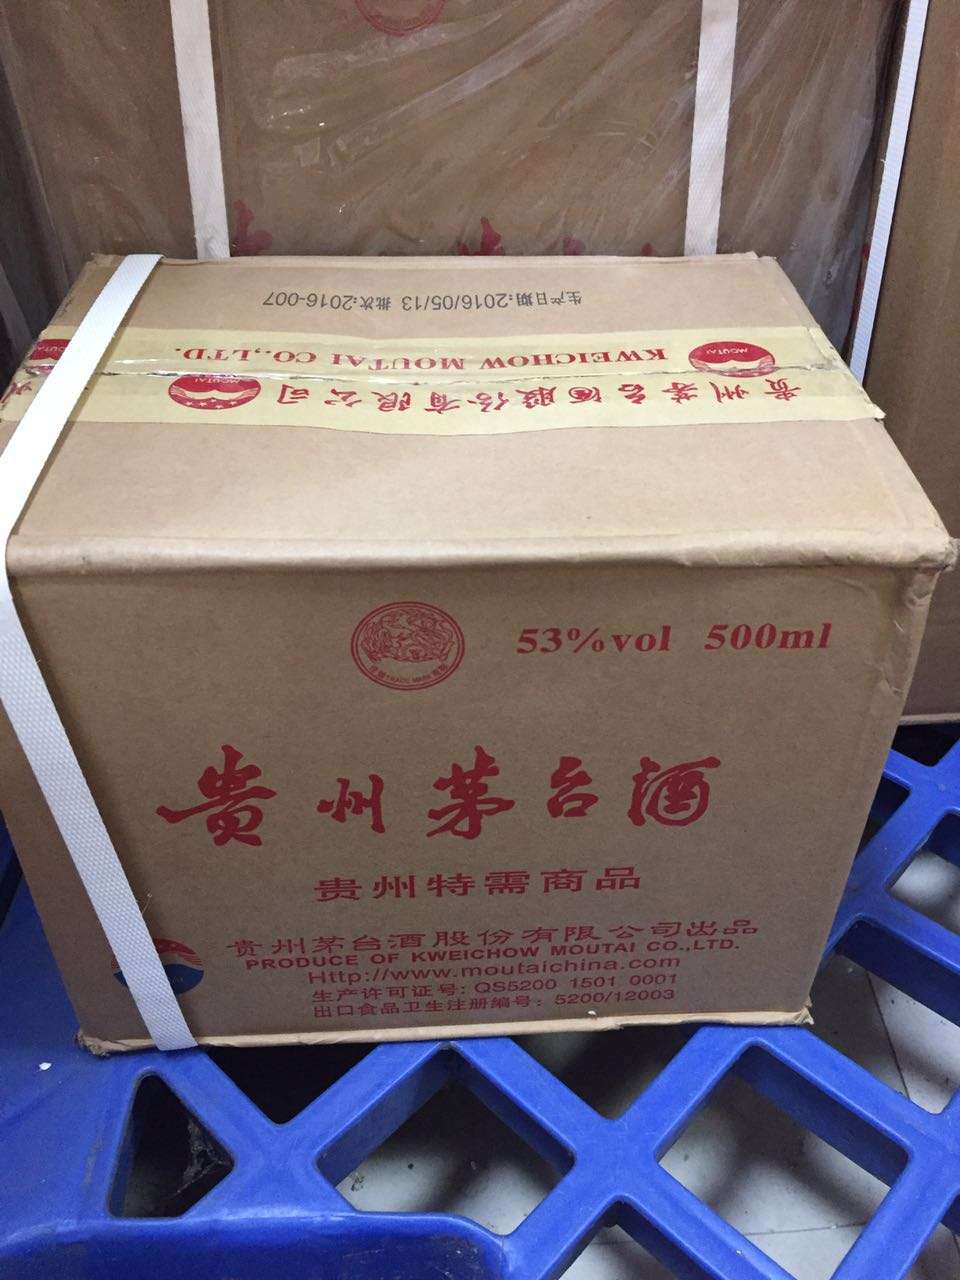 生产日期:2016/05/13 批次:2016-007
KWEICHOW MOUTAI CO.,LTD.
MOUTAI
贵州茅台酒股份有限公司
MOUTAI
53%vol 500ml
TRADE MARK
贵州茅台酒
贵州特需商品
贵州茅台酒股份有限公司出品
PRODUCE OF KWEICHOW MOUTAI CO.,LTD.
Http://www.moutaichina.com
生产许可证号: QS5200 1501 0001
出口食品卫生注册编号: 5200/12003